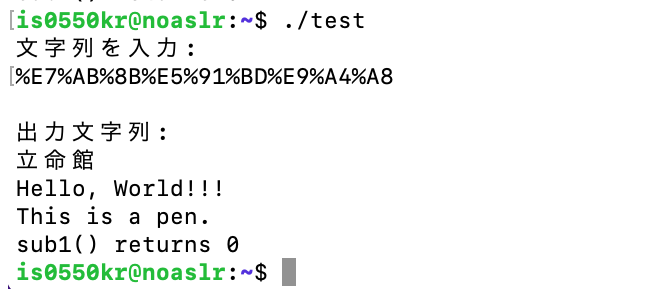 is0550kr@noaslr:~$ ./test
文字列を入力:
%E7%AB%8B%E5%91%BD%E9%A4%A8
出力文字列:
立命館
Hello, World!!!
This is a pen.
sub1() returns 0
is0550kr@noaslr:~$